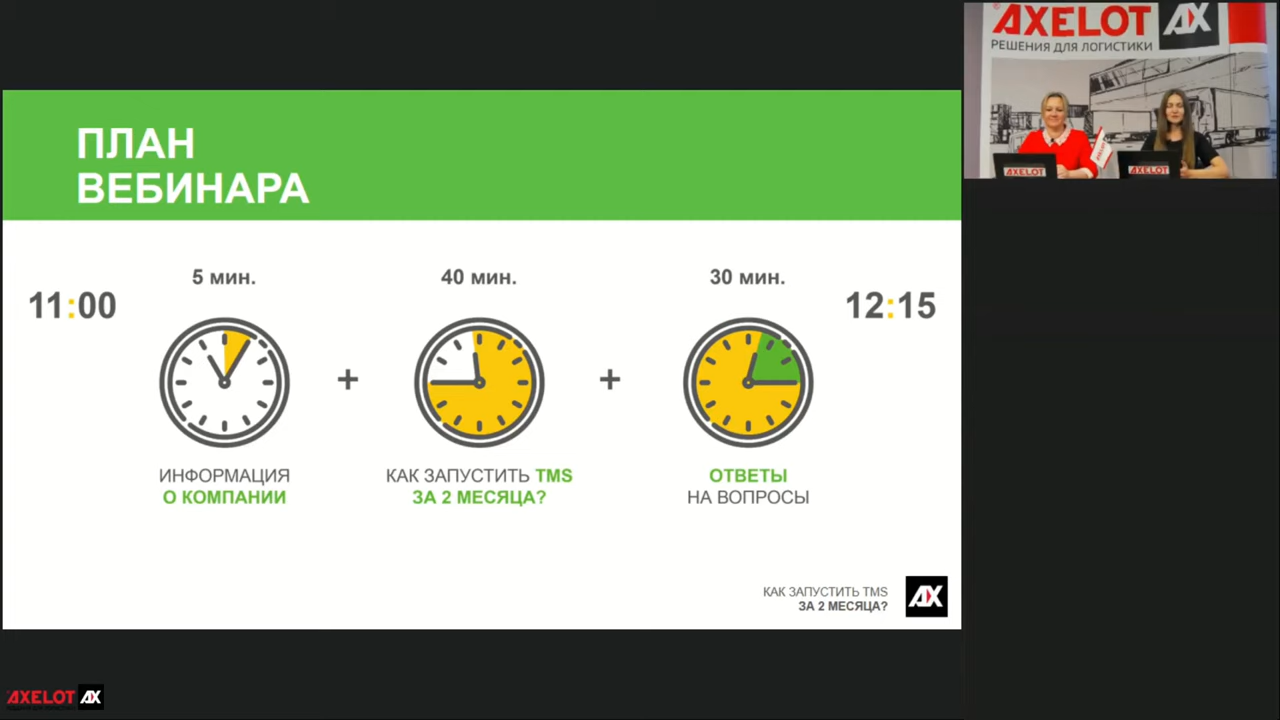 ПЛАН
ВЕБИНАРА
5 мин.
40 мин.
30 мин.
11:00
12:15
+
+
ИНФОРМАЦИЯ
О КОМПАНИИ
КАК ЗАПУСТИТЬ TMS
ЗА 2 МЕСЯЦА?
ОТВЕТЫ
НА ВОПРОСЫ
КАК ЗАПУСТИТЬ TMS
ЗА 2 МЕСЯЦА?
AX
AXELOT AX
РЕШЕНИЯ ДЛЯ ЛОГИСТИКИ
AXELOT
AXELOT
AXELOT
AXELOT AX